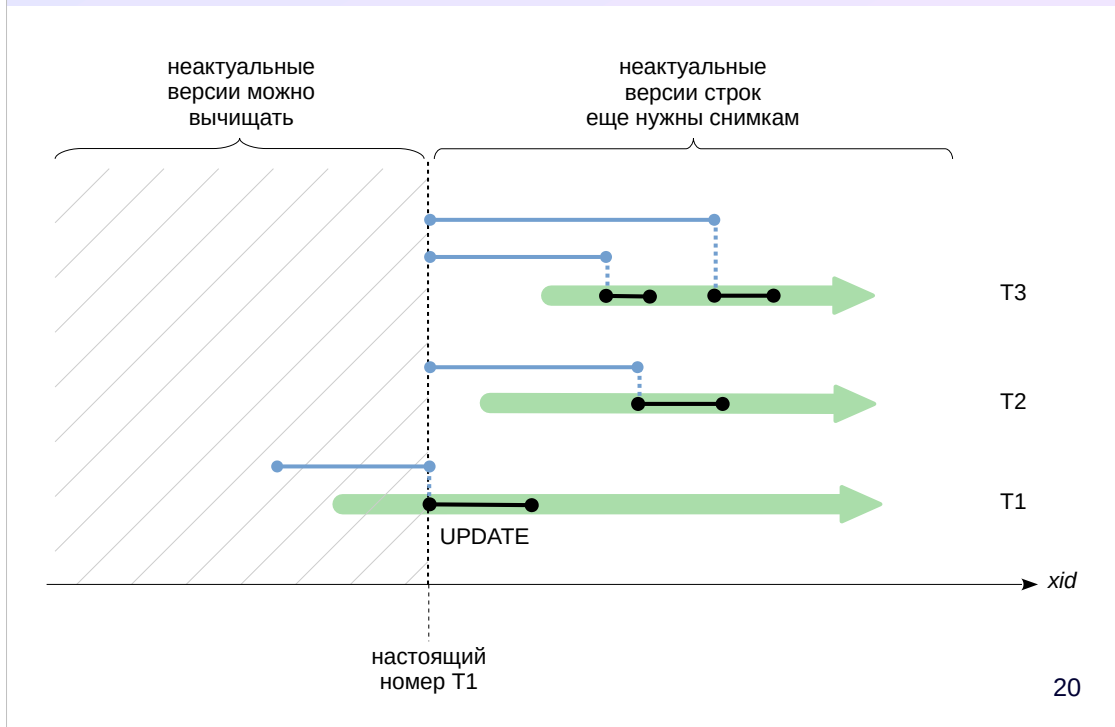 неактуальные
версии можно
вычищать
неактуальные
версии строк
еще нужны снимкам
T3
T2
T1
UPDATE
xid
настоящий
номер T1
20